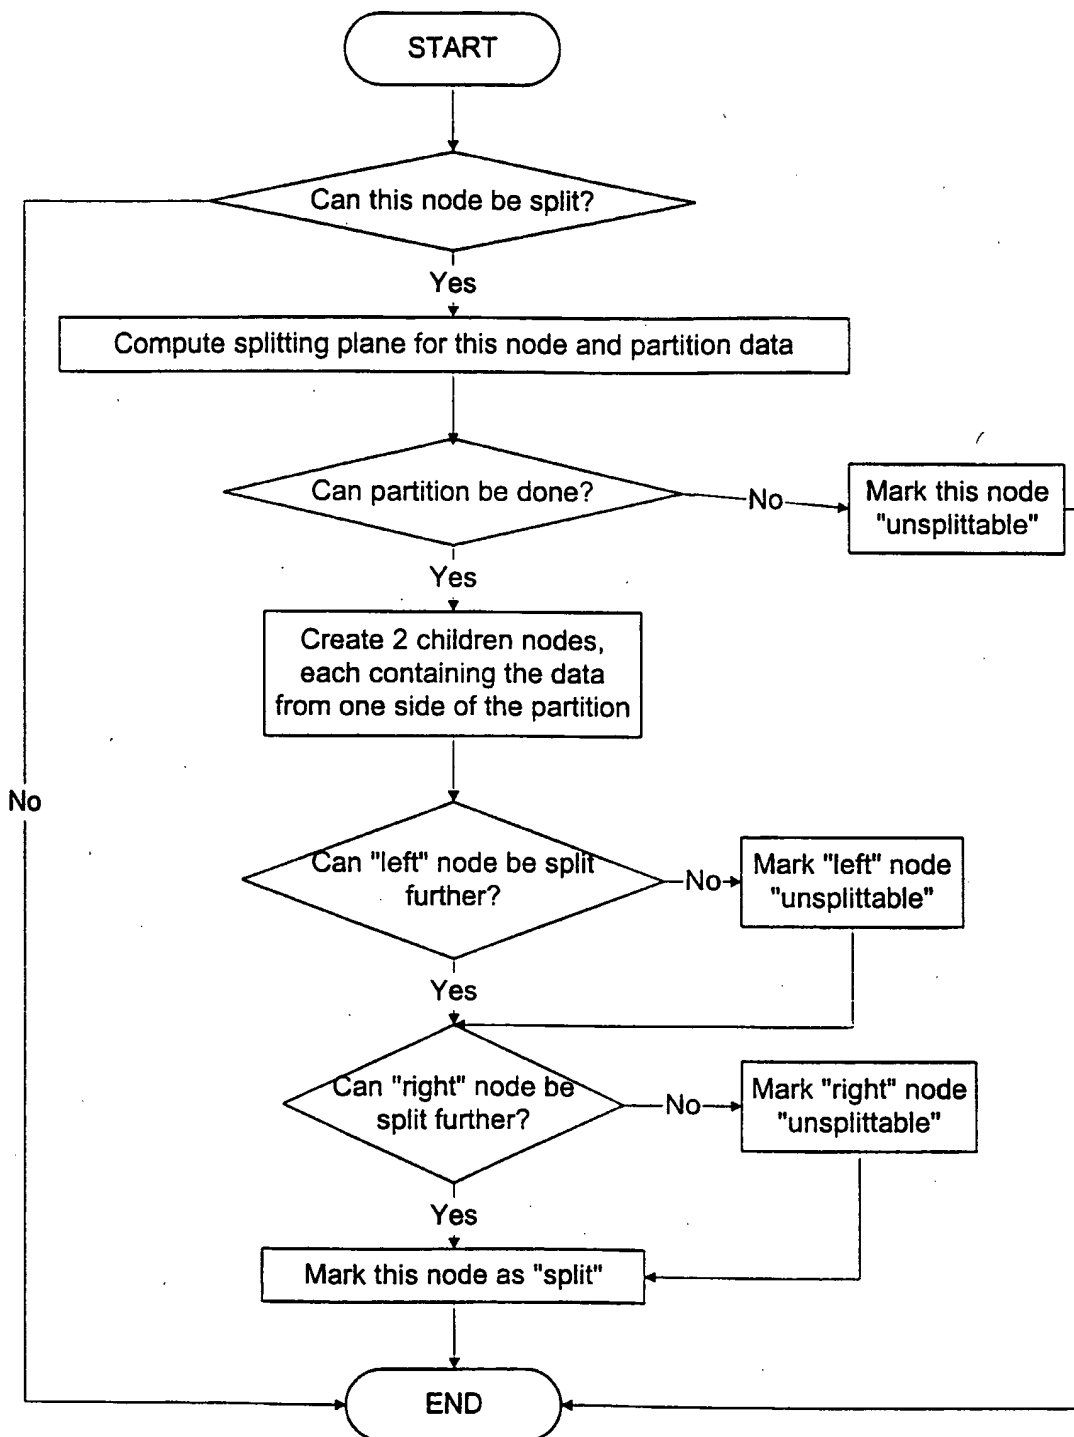 START
Can this node be split?
Yes
Compute splitting plane for this node and partition data
Can partition be done?
No
Mark this node
"unsplittable"
Yes
Create 2 children nodes,
each containing the data
from one side of the partition
No
Can "left" node be split
further?
No
Mark "left" node
"unsplittable"
Yes
Can "right" node be
split further?
No
Mark "right" node
"unsplittable"
Yes
Mark this node as "split"
END